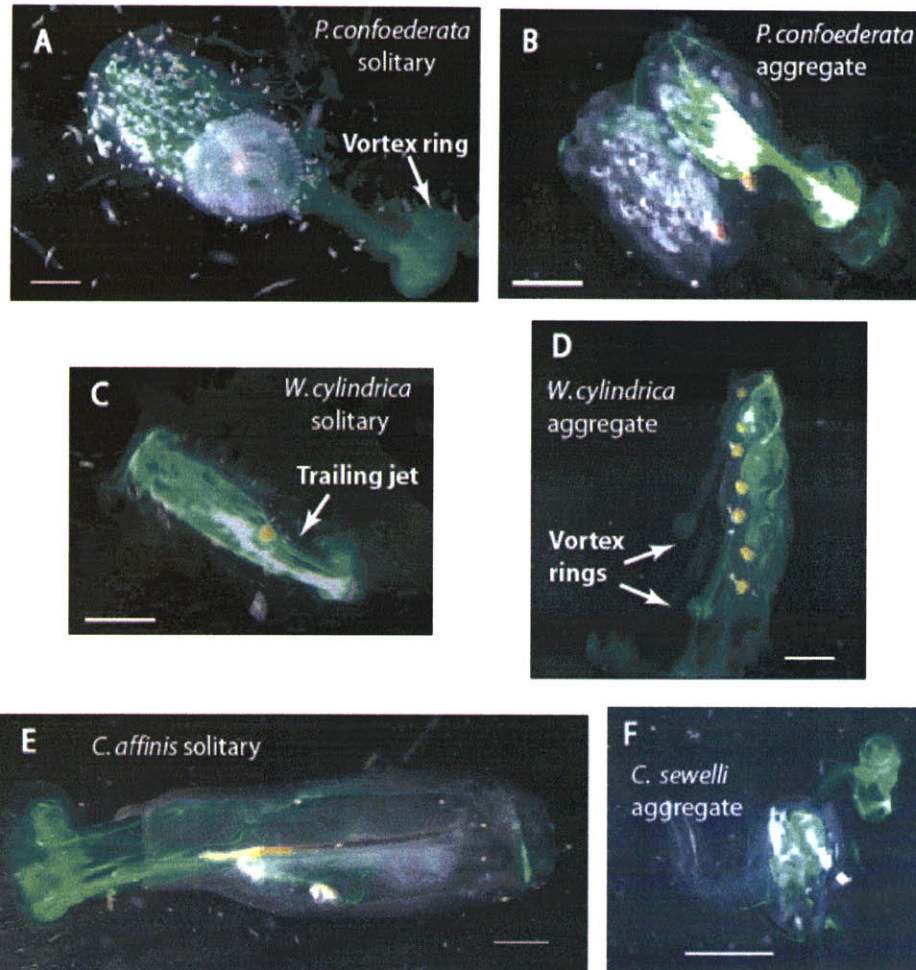 A
P. confoederata
solitary
Vortex ring
B
P. confoederata
aggregate
C
W. cylindrica
solitary
Trailing jet
D
W. cylindrica
aggregate
Vortex
rings
E
C. affinis solitary
F
C. sewelli
aggregate